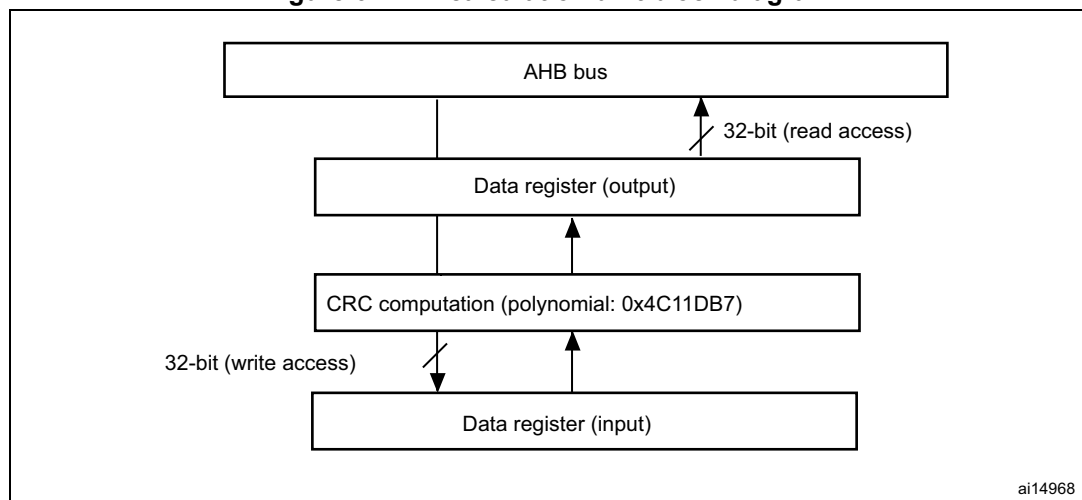 AHB bus
32-bit (read access)
Data register (output)
CRC computation (polynomial: 0x4C11DB7)
32-bit (write access)
Data register (input)
ai14968